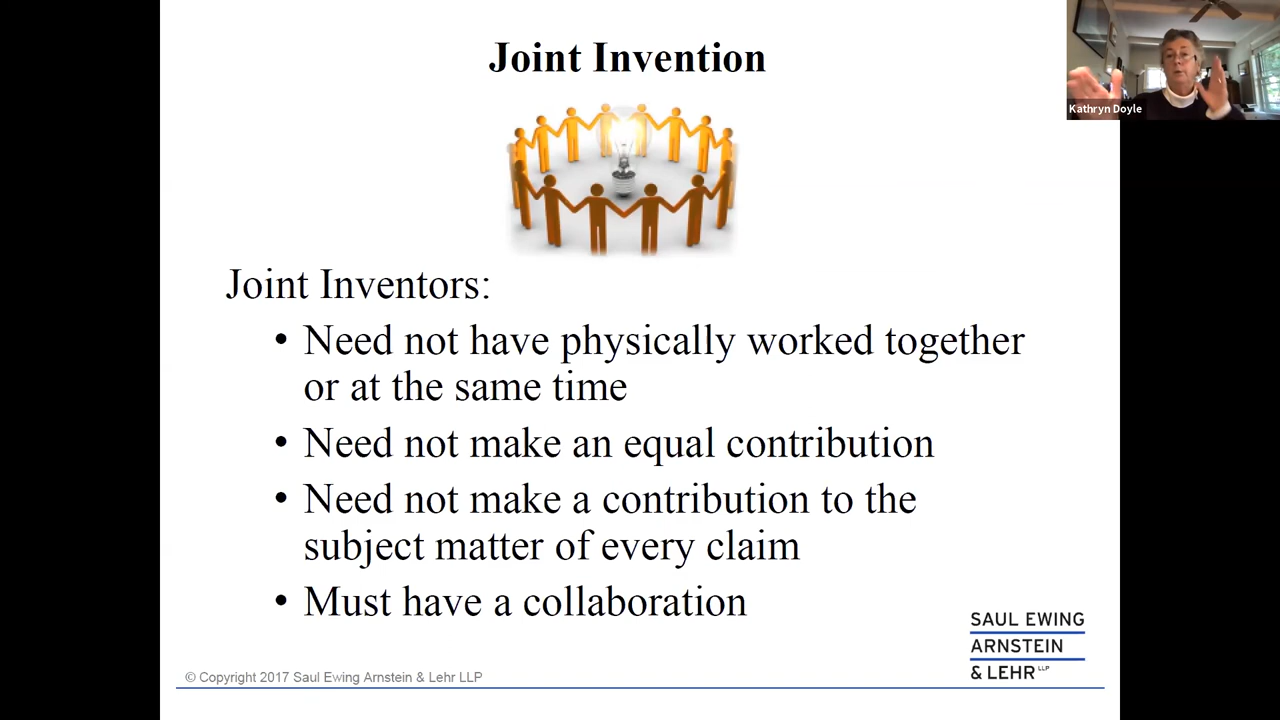 Joint Invention
Kathryn Doyle
Joint Inventors:
• Need not have physically worked together
or at the same time
• Need not make an equal contribution
• Need not make a contribution to the
subject matter of every claim
• Must have a collaboration
SAUL EWING
ARNSTEIN
& LEHR LLP
© Copyright 2017 Saul Ewing Arnstein & Lehr LLP